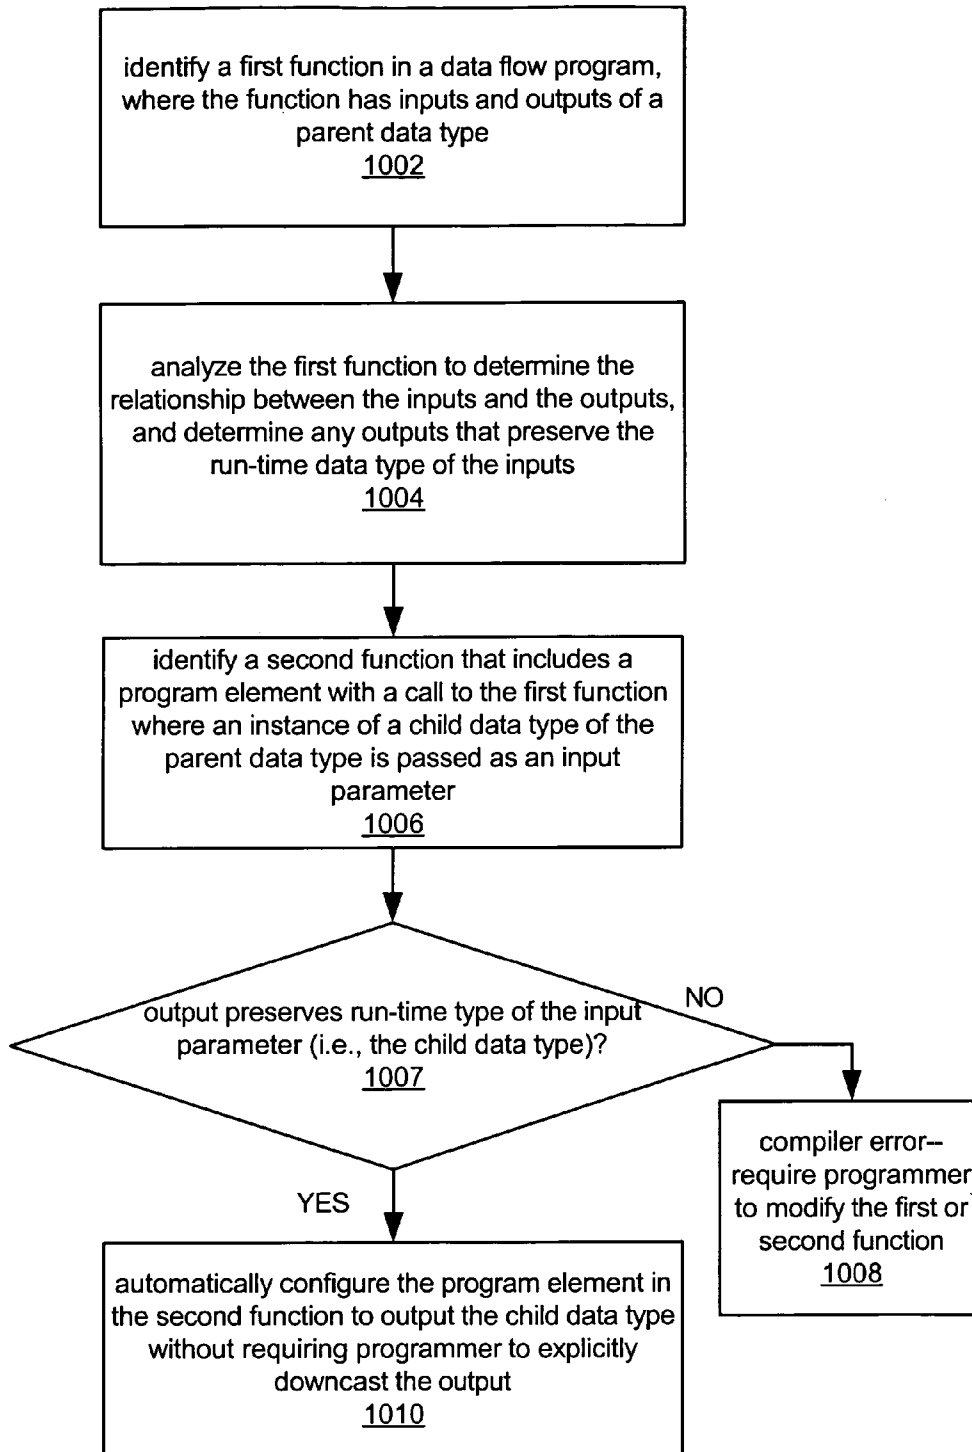 identify a first function in a data flow program,
where the function has inputs and outputs of a
parent data type
1002
analyze the first function to determine the
relationship between the inputs and the outputs,
and determine any outputs that preserve the
run-time data type of the inputs
1004
identify a second function that includes a
program element with a call to the first function
where an instance of a child data type of the
parent data type is passed as an input
parameter
1006
output preserves run-time type of the input
parameter (i.e., the child data type)?
1007
NO
compiler error--
require programmer
to modify the first or
second function
1008
YES
automatically configure the program element in
the second function to output the child data type
without requiring programmer to explicitly
downcast the output
1010